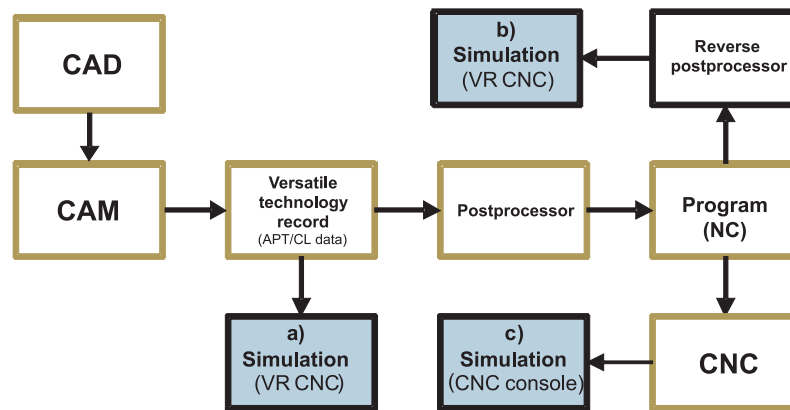 CAD
b)
Simulation
(VR CNC)
Reverse
postprocessor
CAM
Versatile
technology
record
(APT/CL data)
Postprocessor
Program
(NC)
a)
Simulation
(VR CNC)
c)
Simulation
(CNC console)
CNC